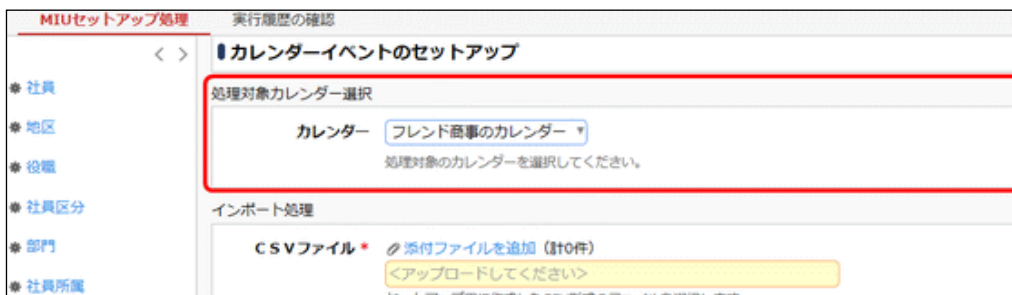 MIUセットアップ処理 実行履歴の確認
< >
カレンダーイベントのセットアップ
社員
処理対象カレンダー選択
地区
カレンダー フレンド商事のカレンダー
役職
処理対象のカレンダーを選択してください。
社員区分
インポート処理
部門
CSVファイル * 添付ファイルを追加 (計0件)
<アップロードしてください>
社員所属